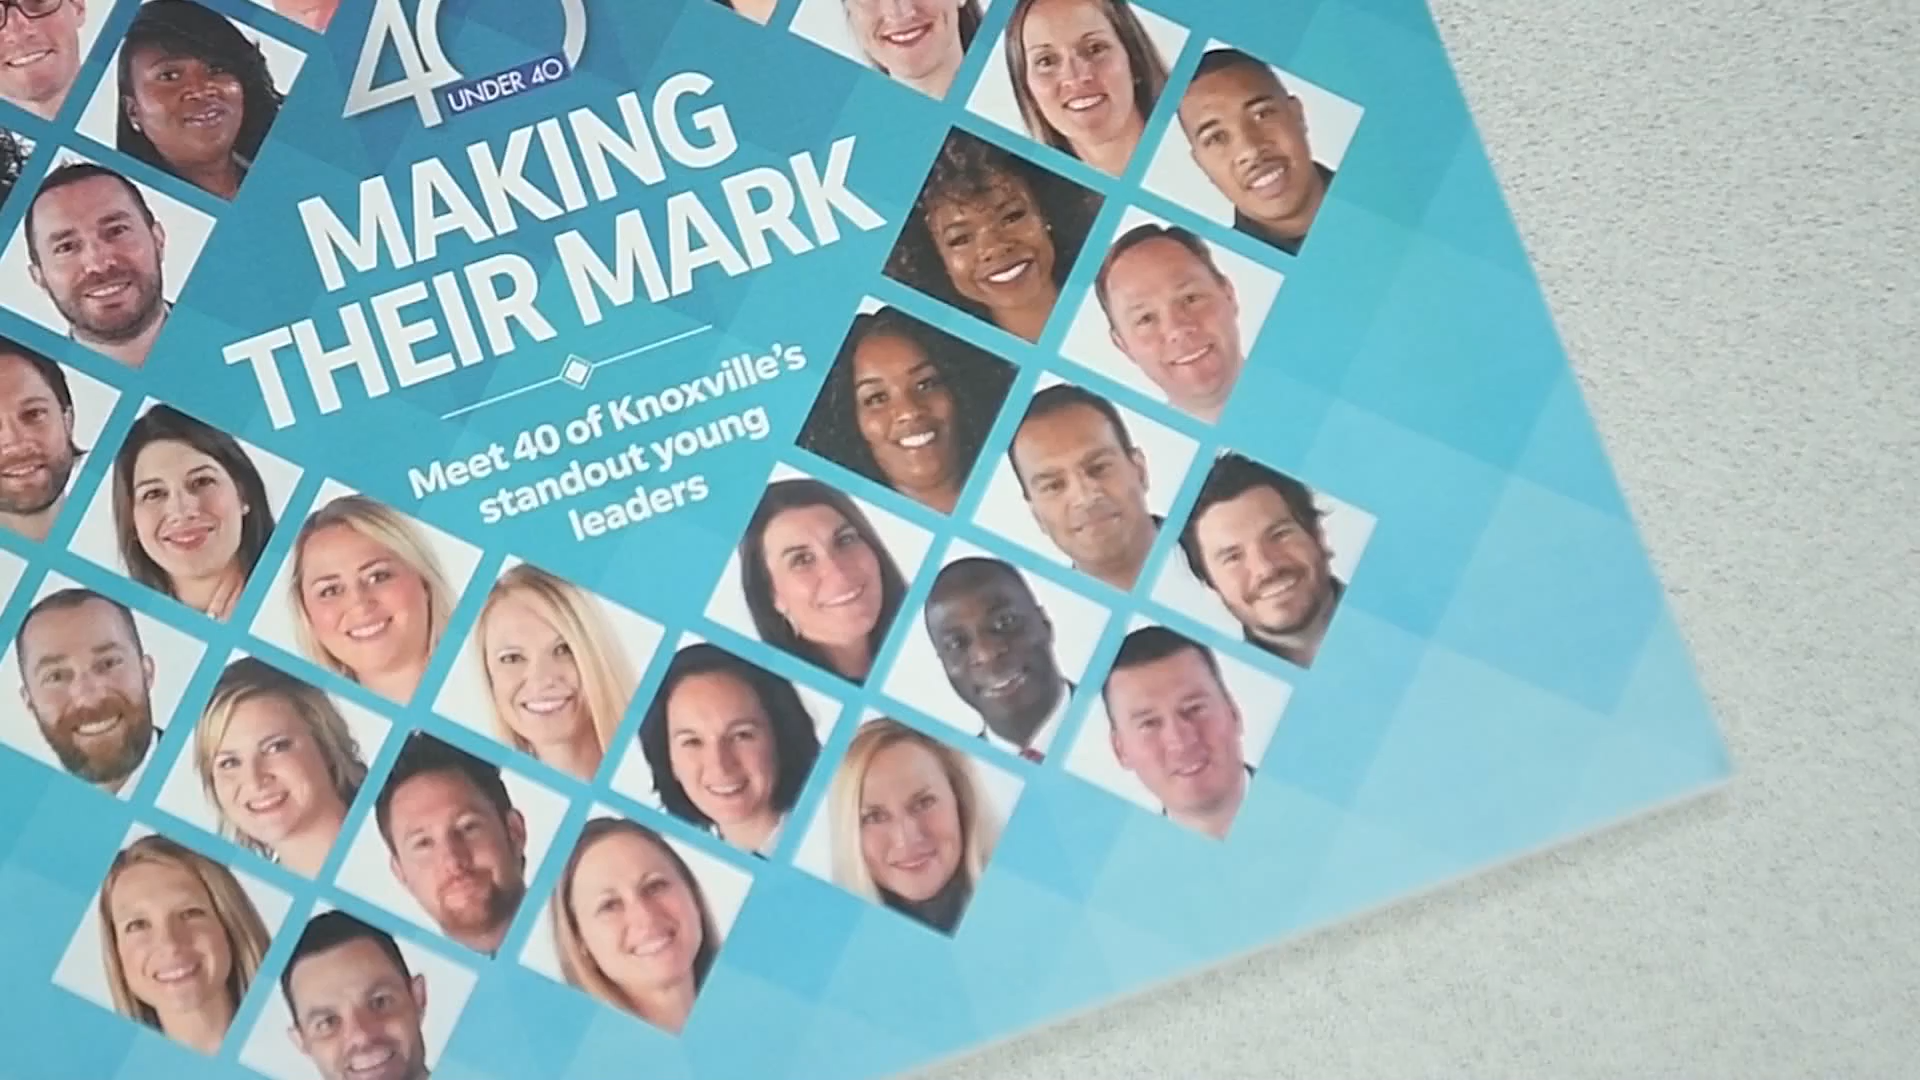 40
UNDER 40
MAKING
THEIR MARK
Meet 40 of Knoxville's
standout young
leaders